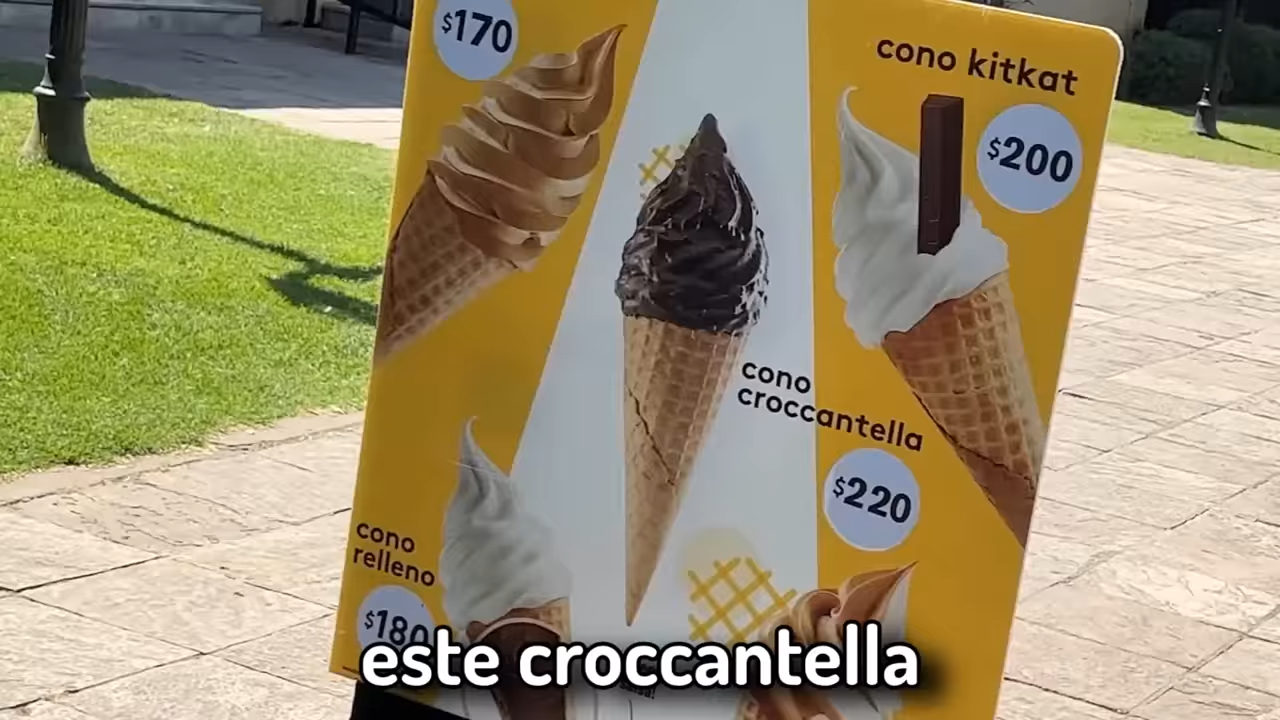 $170
cono kitkat
$200
cono
croccantella
$220
cono
relleno
$180
este croccantella